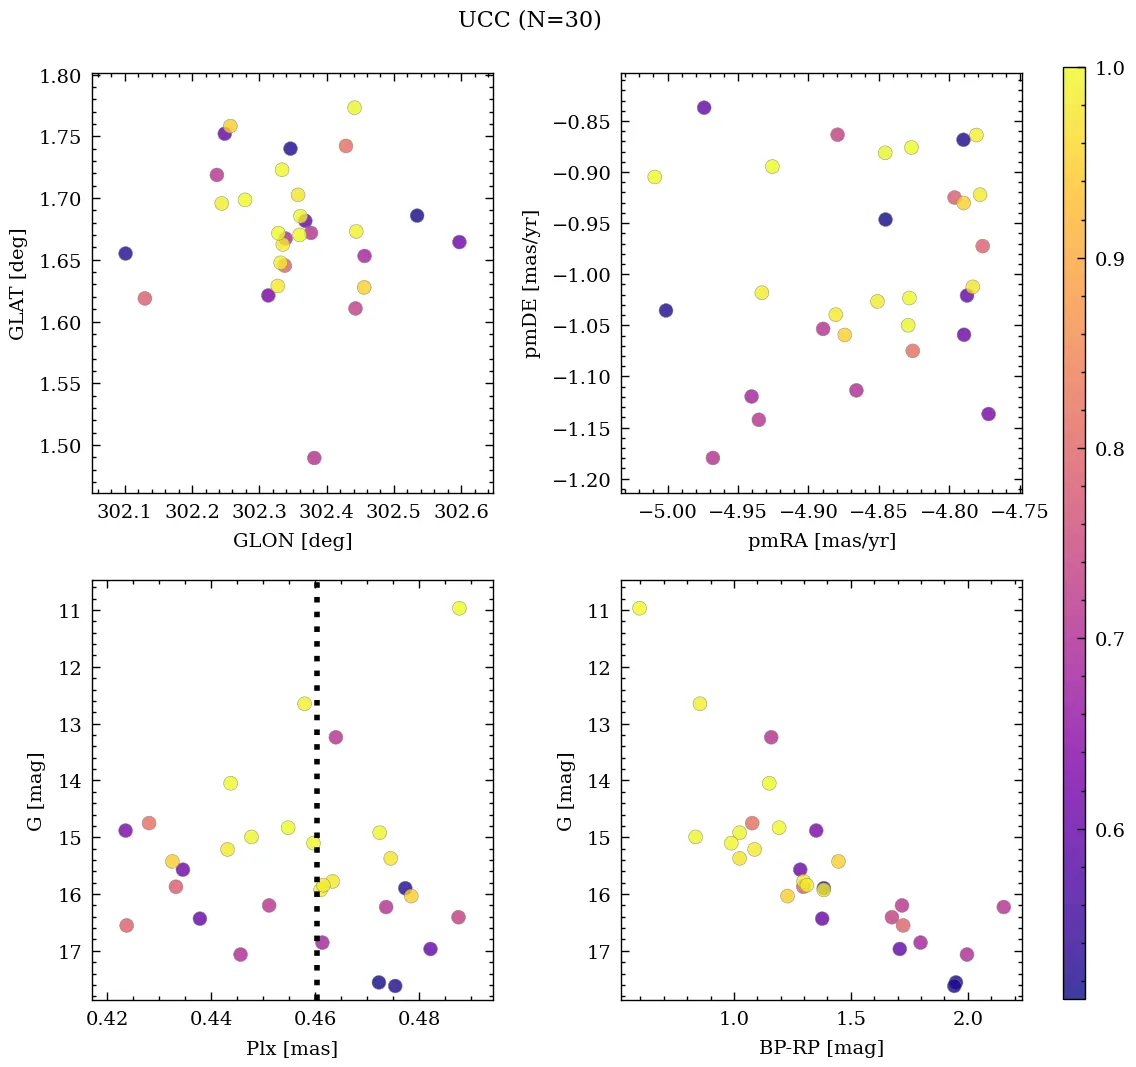 UCC (N=30)
1.80
1.75
1.70
1.65
1.60
1.55
1.50
GLAT [deg]
302.1 302.2 302.3 302.4 302.5 302.6
GLON [deg]
−0.85
−0.90
−0.95
−1.00
−1.05
−1.10
−1.15
−1.20
pmDE [mas/yr]
−5.00 −4.95 −4.90 −4.85 −4.80 −4.75
pmRA [mas/yr]
11
12
13
14
15
16
17
G [mag]
0.42 0.44 0.46 0.48
Plx [mas]
11
12
13
14
15
16
17
G [mag]
1.0 1.5 2.0
BP-RP [mag]
1.0
0.9
0.8
0.7
0.6